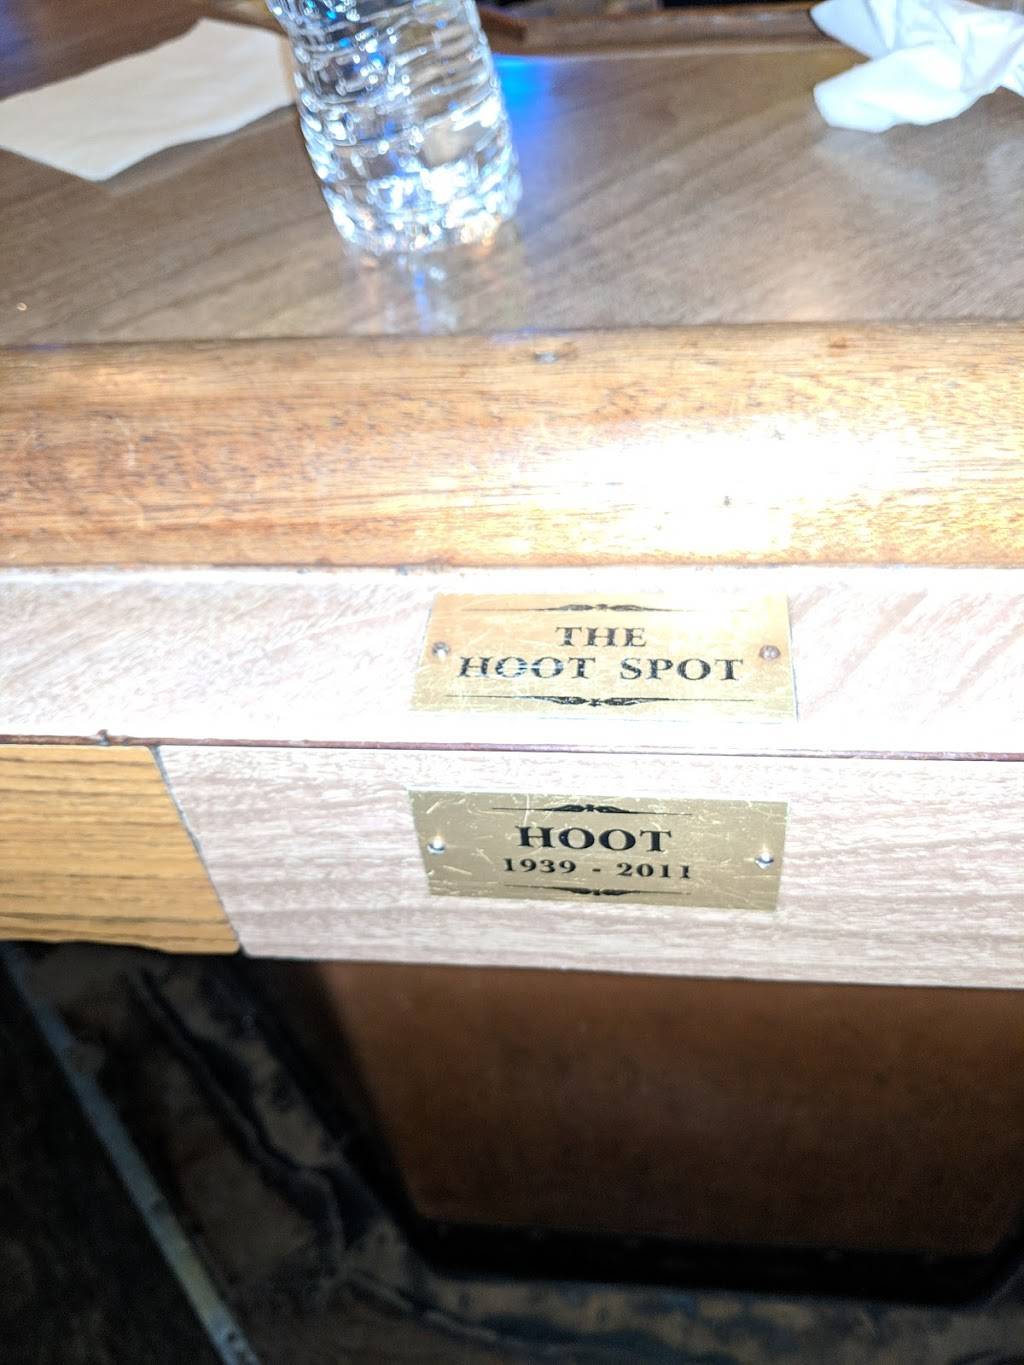 THE
HOOT SPOT
HOOT
1939 - 2011